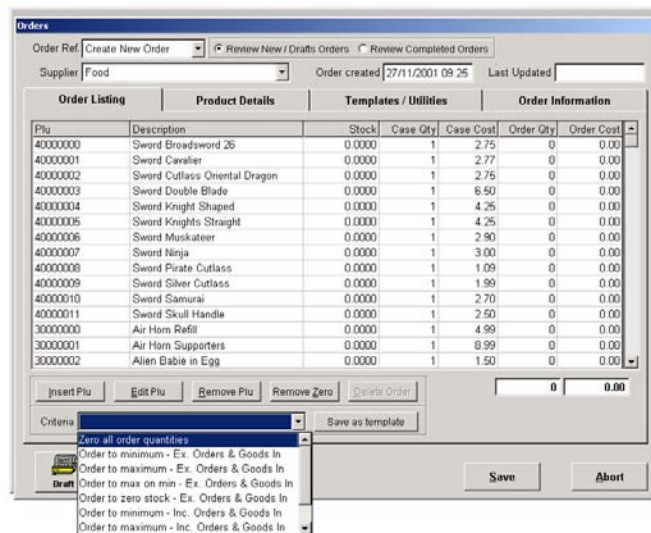 Orders
Order Ref. Create New Order Review New / Drafts Orders Review Completed Orders
Supplier Food Order created 27/11/2001 09:25 Last Updated
Order Listing Product Details Templates / Utilities Order Information
Plu Description Stock Case Qty Case Cost Order Qty Order Cost
40000000 Sword Broadsword 26 0.0000 1 2.75 0 0.00
40000001 Sword Cavalier 0.0000 1 2.77 0 0.00
40000002 Sword Cutlass Oriental Dragon 0.0000 1 2.75 0 0.00
40000003 Sword Double Blade 0.0000 1 6.50 0 0.00
40000004 Sword Knight Shaped 0.0000 1 4.25 0 0.00
40000005 Sword Knights Straight 0.0000 1 4.25 0 0.00
40000006 Sword Muskateer 0.0000 1 2.90 0 0.00
40000007 Sword Ninja 0.0000 1 3.00 0 0.00
40000008 Sword Pirate Cutlass 0.0000 1 1.09 0 0.00
40000009 Sword Silver Cutlass 0.0000 1 1.99 0 0.00
40000010 Sword Samurai 0.0000 1 2.70 0 0.00
40000011 Sword Skull Handle 0.0000 1 2.50 0 0.00
30000000 Air Horn Refill 0.0000 1 4.99 0 0.00
30000001 Air Horn Supporters 0.0000 1 8.99 0 0.00
30000002 Alien Babie in Egg 0.0000 1 1.50 0 0.00
Insert Plu Edit Plu Remove Plu Remove Zero Delete Order 0 0.00
Criteria Save as template
Zero all order quantities
Order to minimum - Ex. Orders & Goods In
Order to maximum - Ex. Orders & Goods In
Order to max on min - Ex. Orders & Goods In
Order to zero stock - Ex. Orders & Goods In
Order to minimum - Inc. Orders & Goods In
Order to maximum - Inc. Orders & Goods In
Draft Save Abort